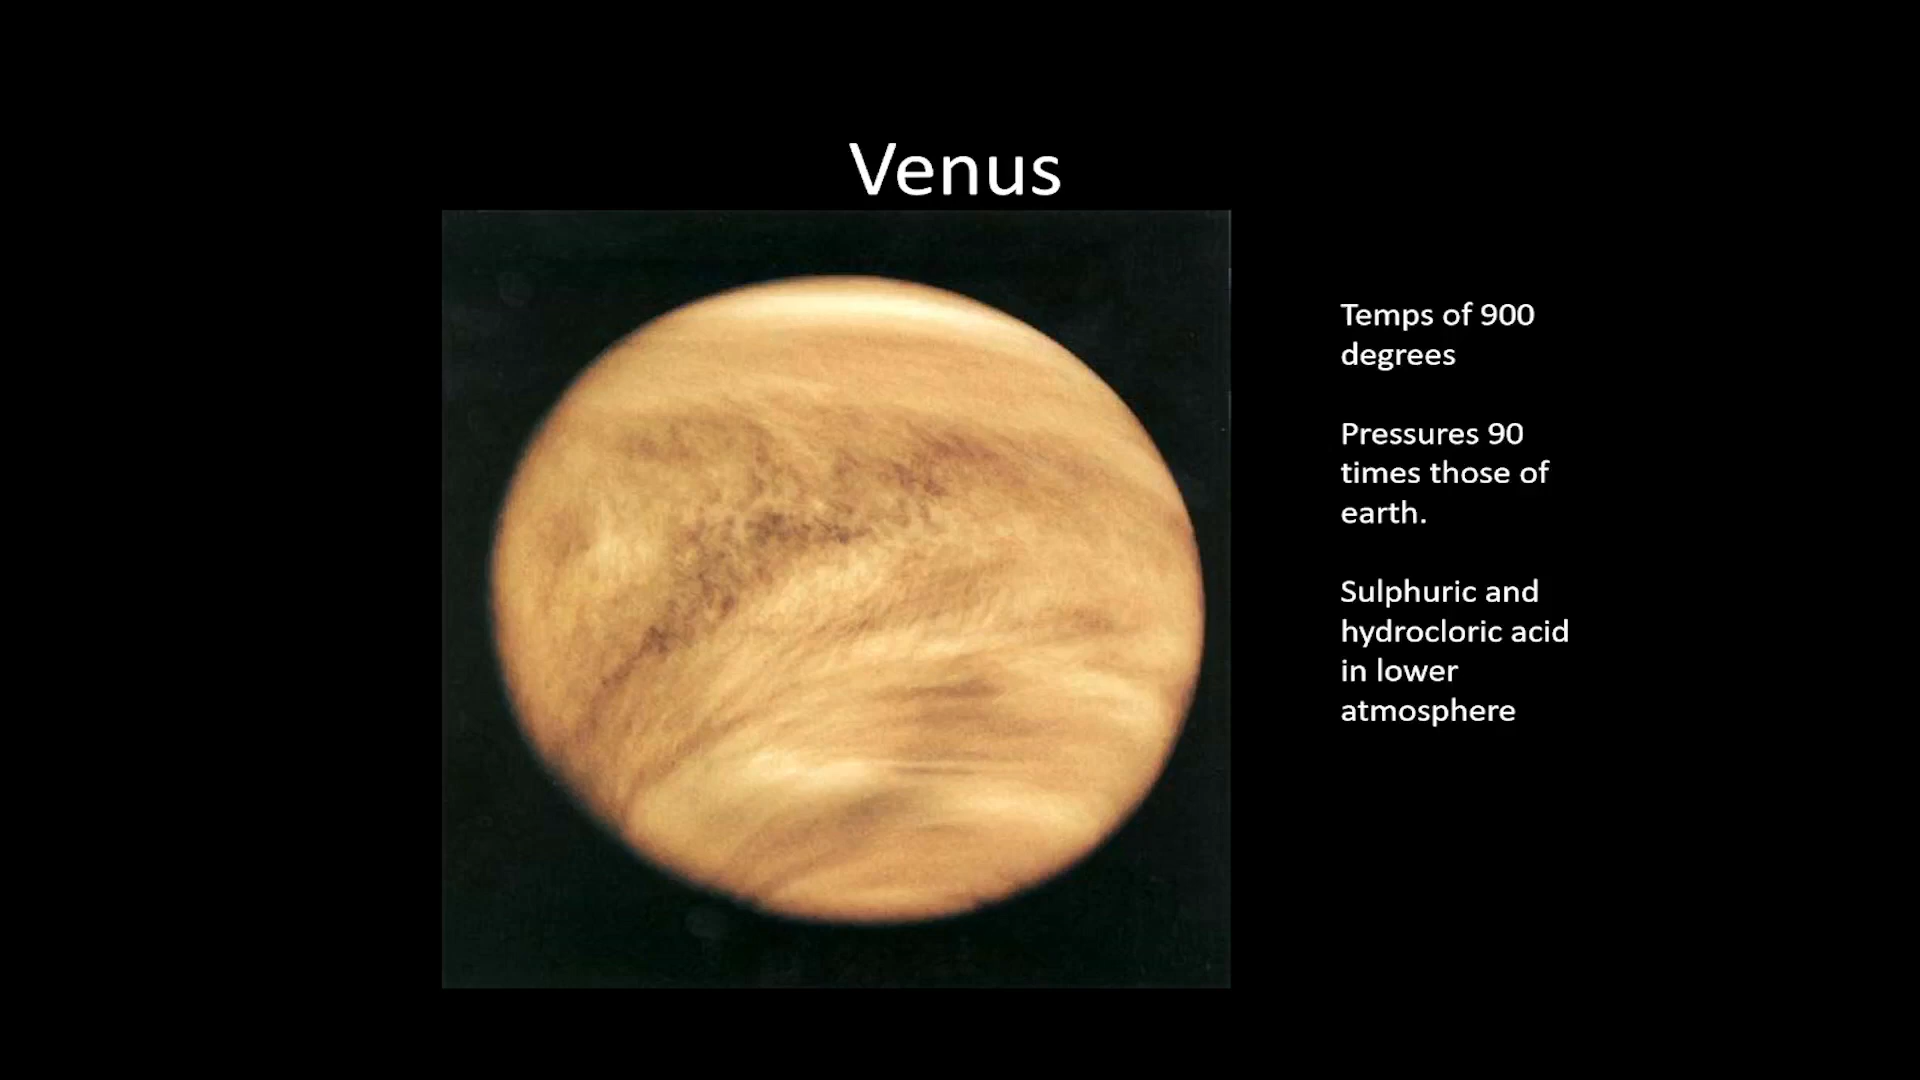 Venus
Temps of 900
degrees
Pressures 90
times those of
earth.
Sulphuric and
hydrocloric acid
in lower
atmosphere